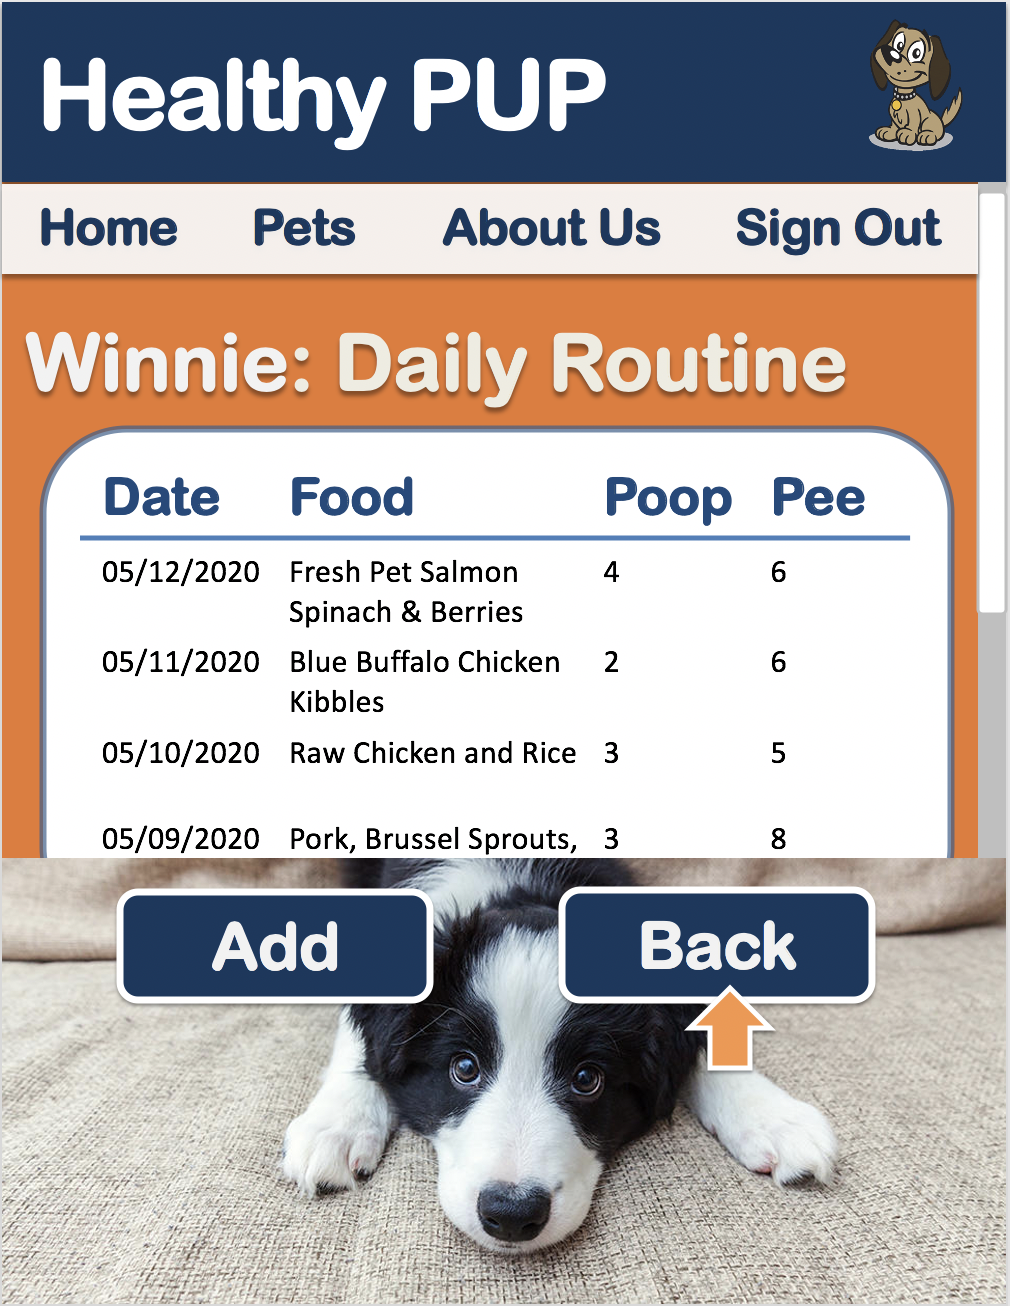 Healthy PUP
Home Pets About Us Sign Out
Winnie: Daily Routine
Date Food Poop Pee
05/12/2020 Fresh Pet Salmon 4 6
Spinach & Berries
05/11/2020 Blue Buffalo Chicken 2 6
Kibbles
05/10/2020 Raw Chicken and Rice 3 5
05/09/2020 Pork, Brussel Sprouts, 3 8
Add Back